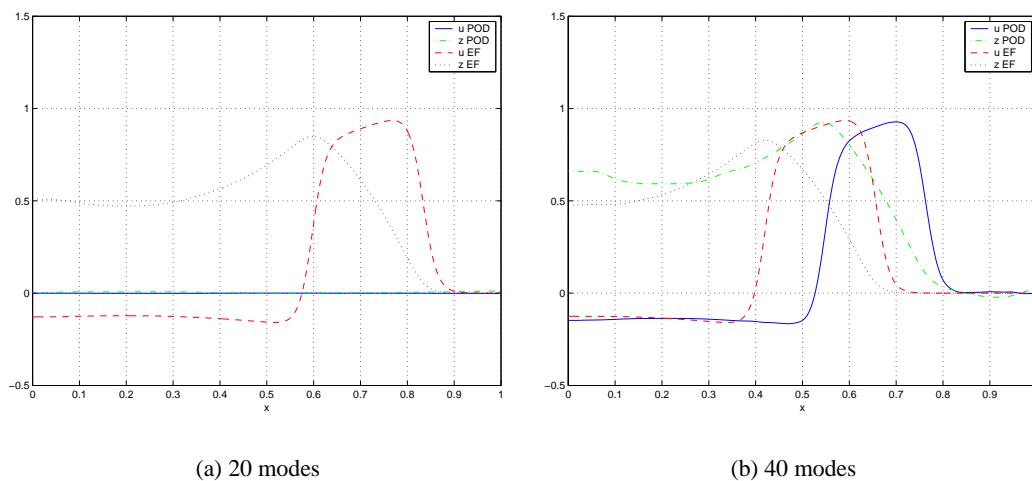 1.5
1
0.5
0
−0.5
0 0.1 0.2 0.3 0.4 0.5 0.6 0.7 0.8 0.9 1
x
u POD
z POD
u EF
z EF
(a) 20 modes
1.5
1
0.5
0
−0.5
0 0.1 0.2 0.3 0.4 0.5 0.6 0.7 0.8 0.9
x
u POD
z POD
u EF
z EF
(b) 40 modes